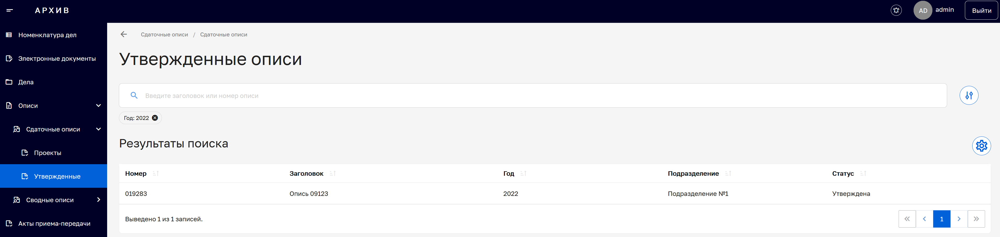 АРХИВ
AD admin Выйти
Номенклатура дел
Электронные документы
Дела
Описи
Сдаточные описи
Проекты
Утвержденные
Сводные описи
Акты приема-передачи
Сдаточные описи / Сдаточные описи
Утвержденные описи
Введите заголовок или номер описи
Год: 2022
Результаты поиска
Номер Заголовок Год Подразделение Статус
019283 Опись 09123 2022 Подразделение №1 Утверждена
Выведено 1 из 1 записей.
1